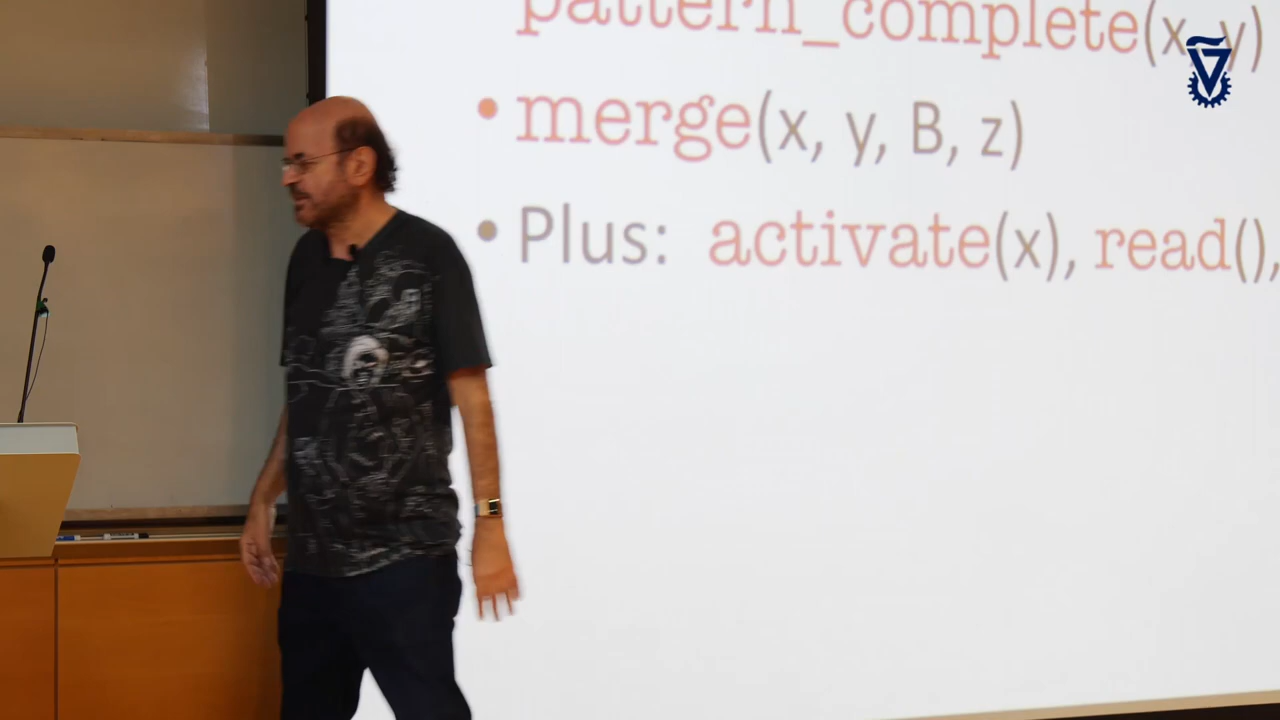 pattern_complete(x, y)
• merge(x, y, B, z)
• Plus: activate(x), read(),